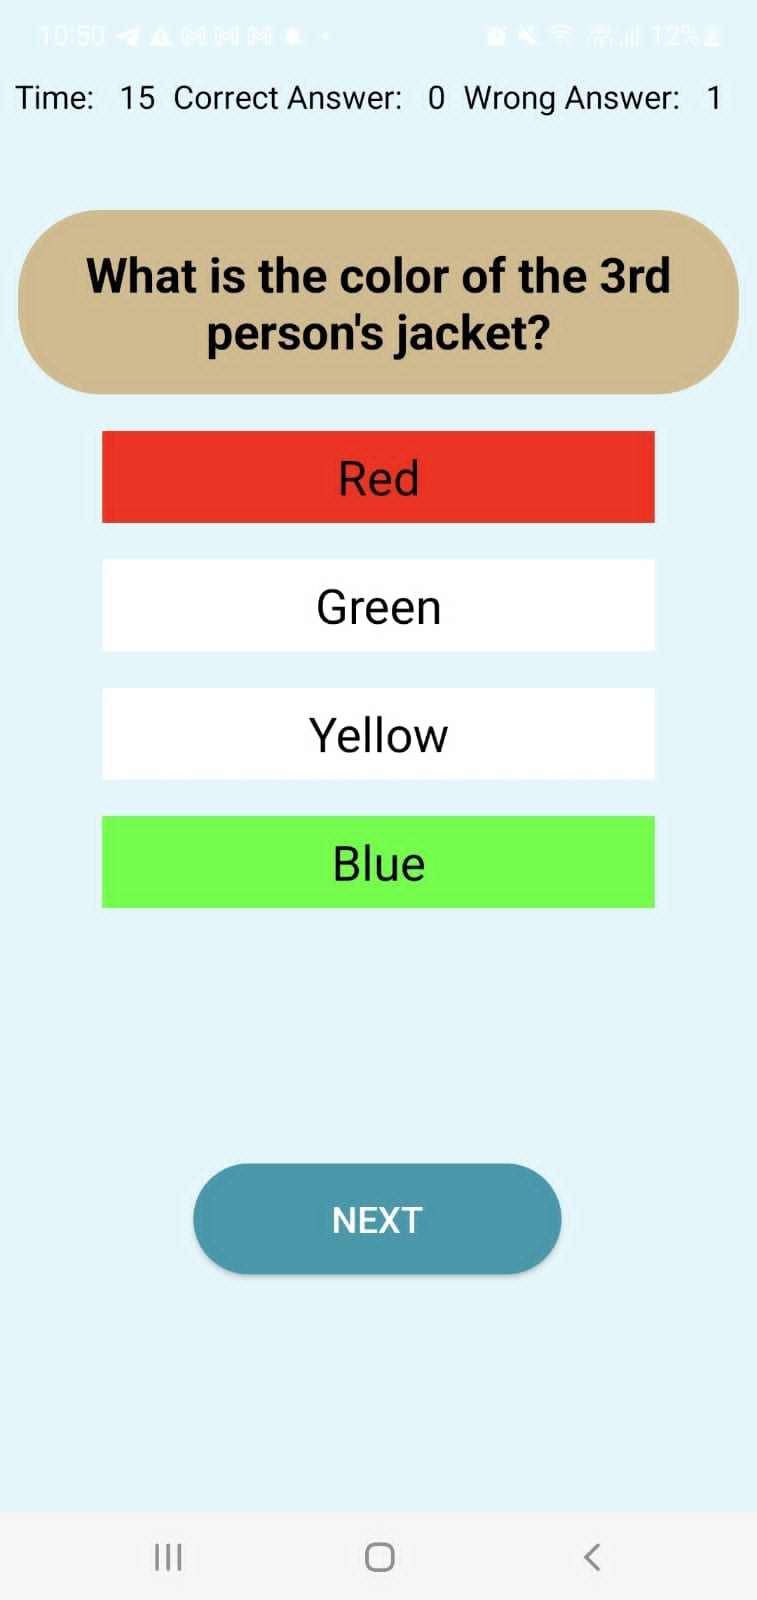 10:50 12%
Time: 15 Correct Answer: 0 Wrong Answer: 1
What is the color of the 3rd
person's jacket?
Red
Green
Yellow
Blue
NEXT